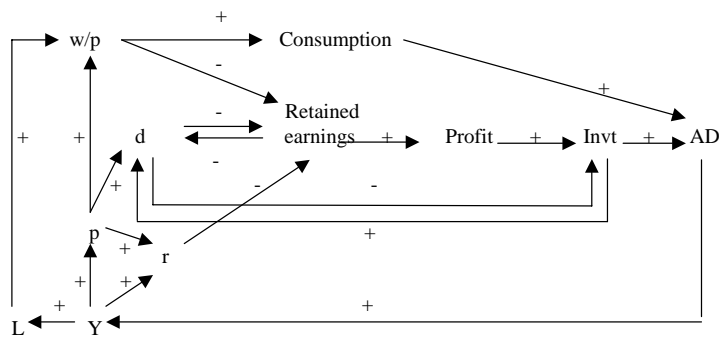 +
w/p Consumption
-
+
Retained
-
+ + d earnings + Profit + Invt + AD
-
+ - -
p + +
r
+ +
+ +
L Y